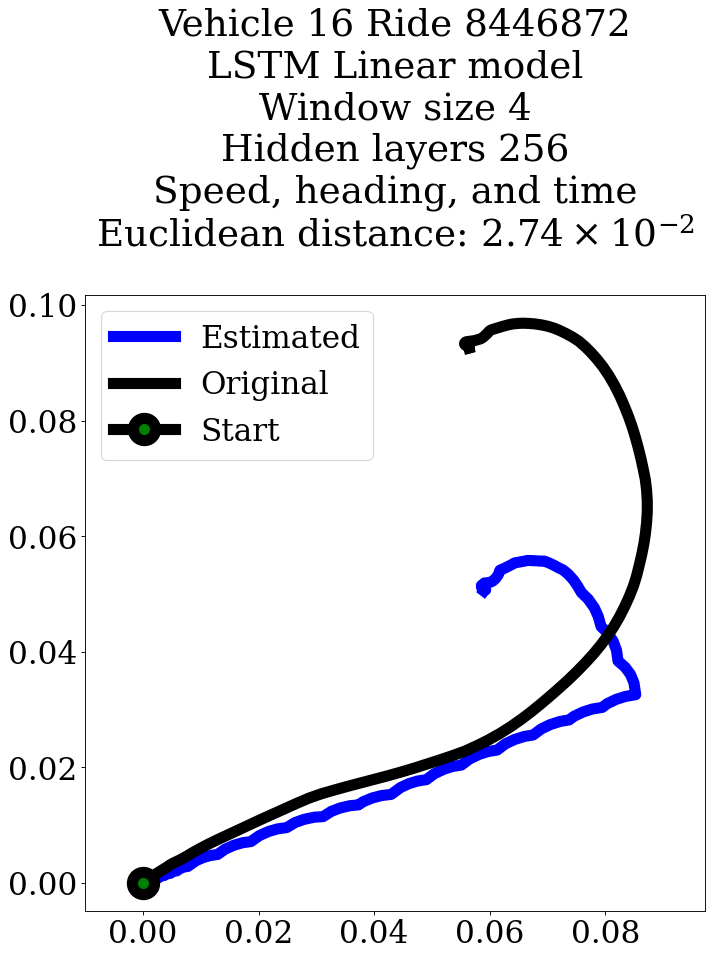 Vehicle 16 Ride 8446872
LSTM Linear model
Window size 4
Hidden layers 256
Speed, heading, and time
Euclidean distance: 2.74 × 10⁻²
0.10
Estimated
Original
Start
0.08
0.06
0.04
0.02
0.00
0.00 0.02 0.04 0.06 0.08